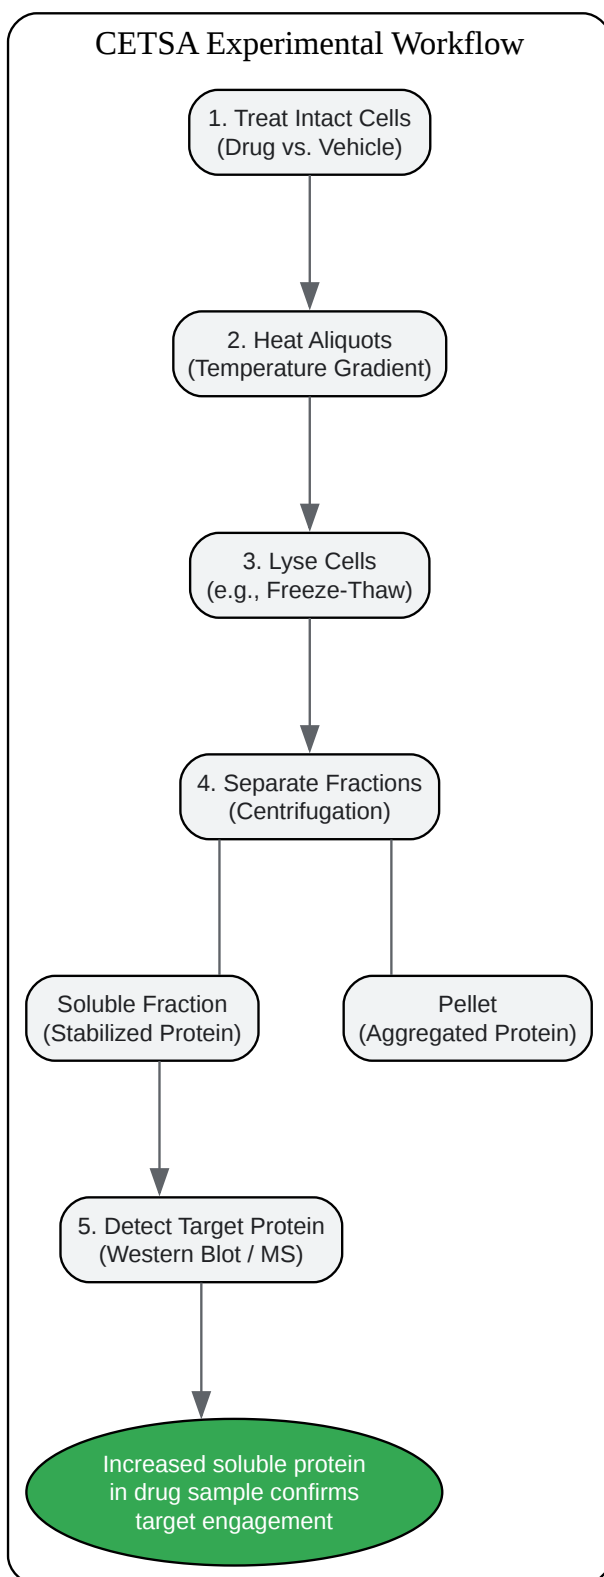 CETSA Experimental Workflow
1. Treat Intact Cells
(Drug vs. Vehicle)
2. Heat Aliquots
(Temperature Gradient)
3. Lyse Cells
(e.g., Freeze-Thaw)
4. Separate Fractions
(Centrifugation)
Soluble Fraction
(Stabilized Protein)
Pellet
(Aggregated Protein)
5. Detect Target Protein
(Western Blot / MS)
Increased soluble protein
in drug sample confirms
target engagement